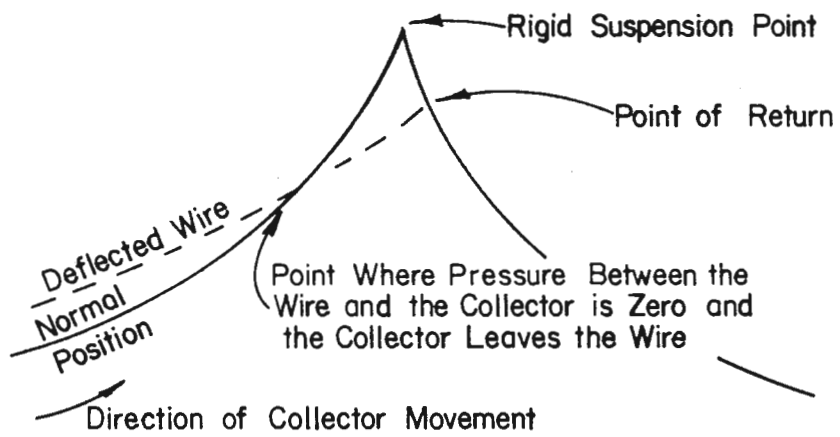 Rigid Suspension Point
Point of Return
Deflected Wire
Normal
Position
Point Where Pressure Between the
Wire and the Collector is Zero and
the Collector Leaves the Wire
Direction of Collector Movement